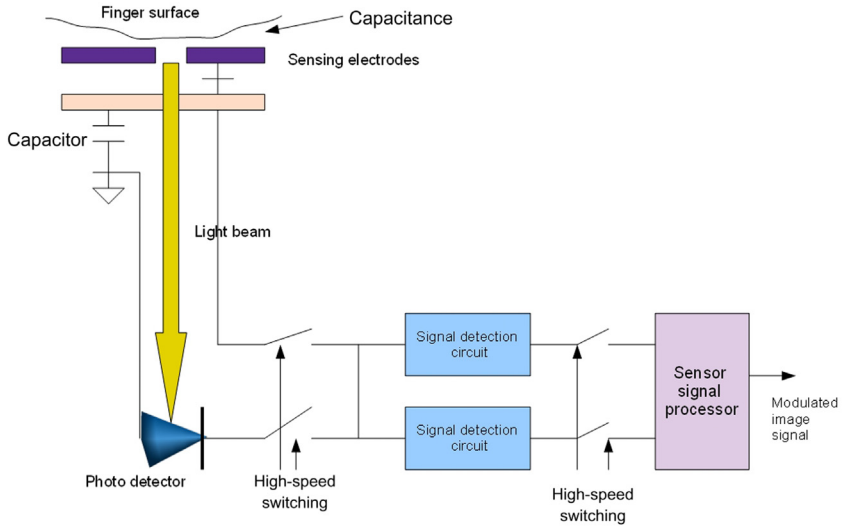 Finger surface
Capacitance
Sensing electrodes
Capacitor
Light beam
Signal detection
circuit
Sensor
signal
processor
Modulated
image
signal
Signal detection
circuit
Photo detector
High-speed
switching
High-speed
switching